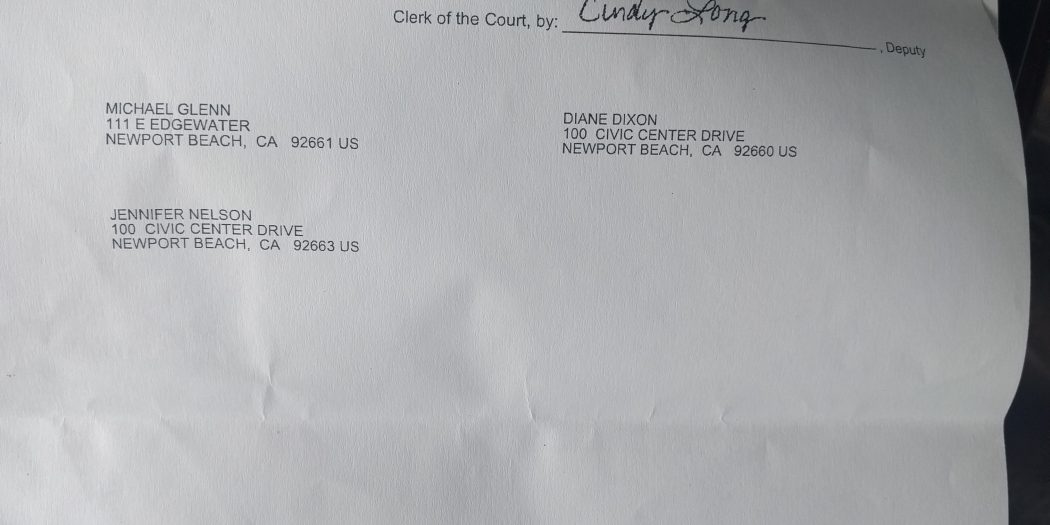 Clerk of the Court, by: Cindy Long, Deputy
MICHAEL GLENN
111 E EDGEWATER
NEWPORT BEACH, CA 92661 US
DIANE DIXON
100 CIVIC CENTER DRIVE
NEWPORT BEACH, CA 92660 US
JENNIFER NELSON
100 CIVIC CENTER DRIVE
NEWPORT BEACH, CA 92663 US